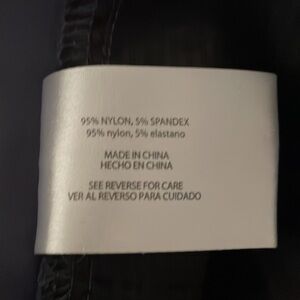 95% NYLON, 5% SPANDEX
95% nylon, 5% elastano
MADE IN CHINA
HECHO EN CHINA
SEE REVERSE FOR CARE
VER AL REVERSO PARA CUIDADO